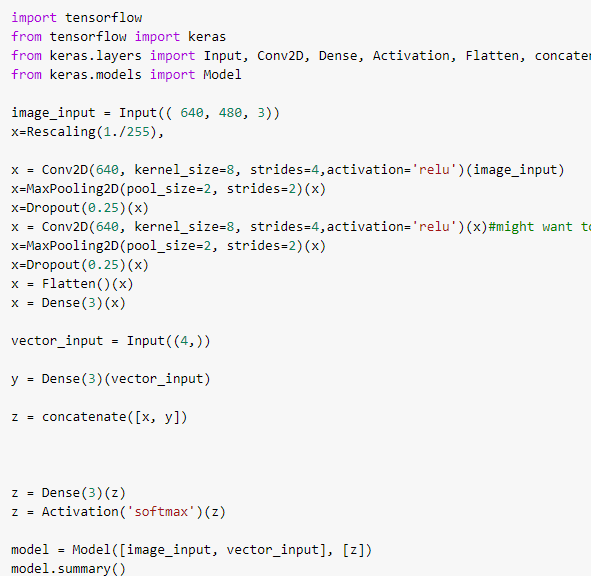 import tensorflow
from tensorflow import keras
from keras.layers import Input, Conv2D, Dense, Activation, Flatten,
from keras.models import Model
image_input = Input(( 640, 480, 3))
x=Rescaling(1./255),
x = Conv2D(640, kernel_size=8, strides=4,activation='relu')(image_input)
x=MaxPooling2D(pool_size=2, strides=2)(x)
x=Dropout(0.25)(x)
x = Conv2D(640, kernel_size=8, strides=4,activation='relu')(x)#might want to
x=MaxPooling2D(pool_size=2, strides=2)(x)
x=Dropout(0.25)(x)
x = Flatten()(x)
x = Dense(3)(x)
vector_input = Input((4,))
y = Dense(3)(vector_input)
z = concatenate([x, y])
z = Dense(3)(z)
z = Activation('softmax')(z)
model = Model([image_input, vector_input], [z])
model.summary()